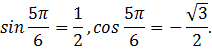 sin 5π/6 = 1/2, cos 5π/6 = − √3/2.